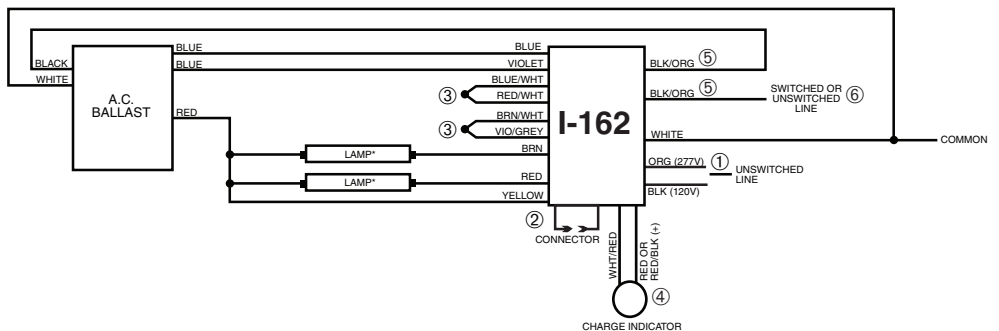 BLACK
WHITE
A.C.
BALLAST
BLUE
BLUE
RED
BLUE
VIOLET
BLUE/WHT
③
RED/WHT
BRN/WHT
③
VIO/GREY
BRN
LAMP*
RED
LAMP*
YELLOW
I-162
BLK/ORG ⑤
BLK/ORG ⑤
SWITCHED OR
UNSWITCHED
LINE
⑥
WHITE
COMMON
ORG (277V)
①
UNSWITCHED
LINE
BLK (120V)
②
CONNECTOR
WHT/RED
RED OR
RED/BLK (+)
④
CHARGE INDICATOR